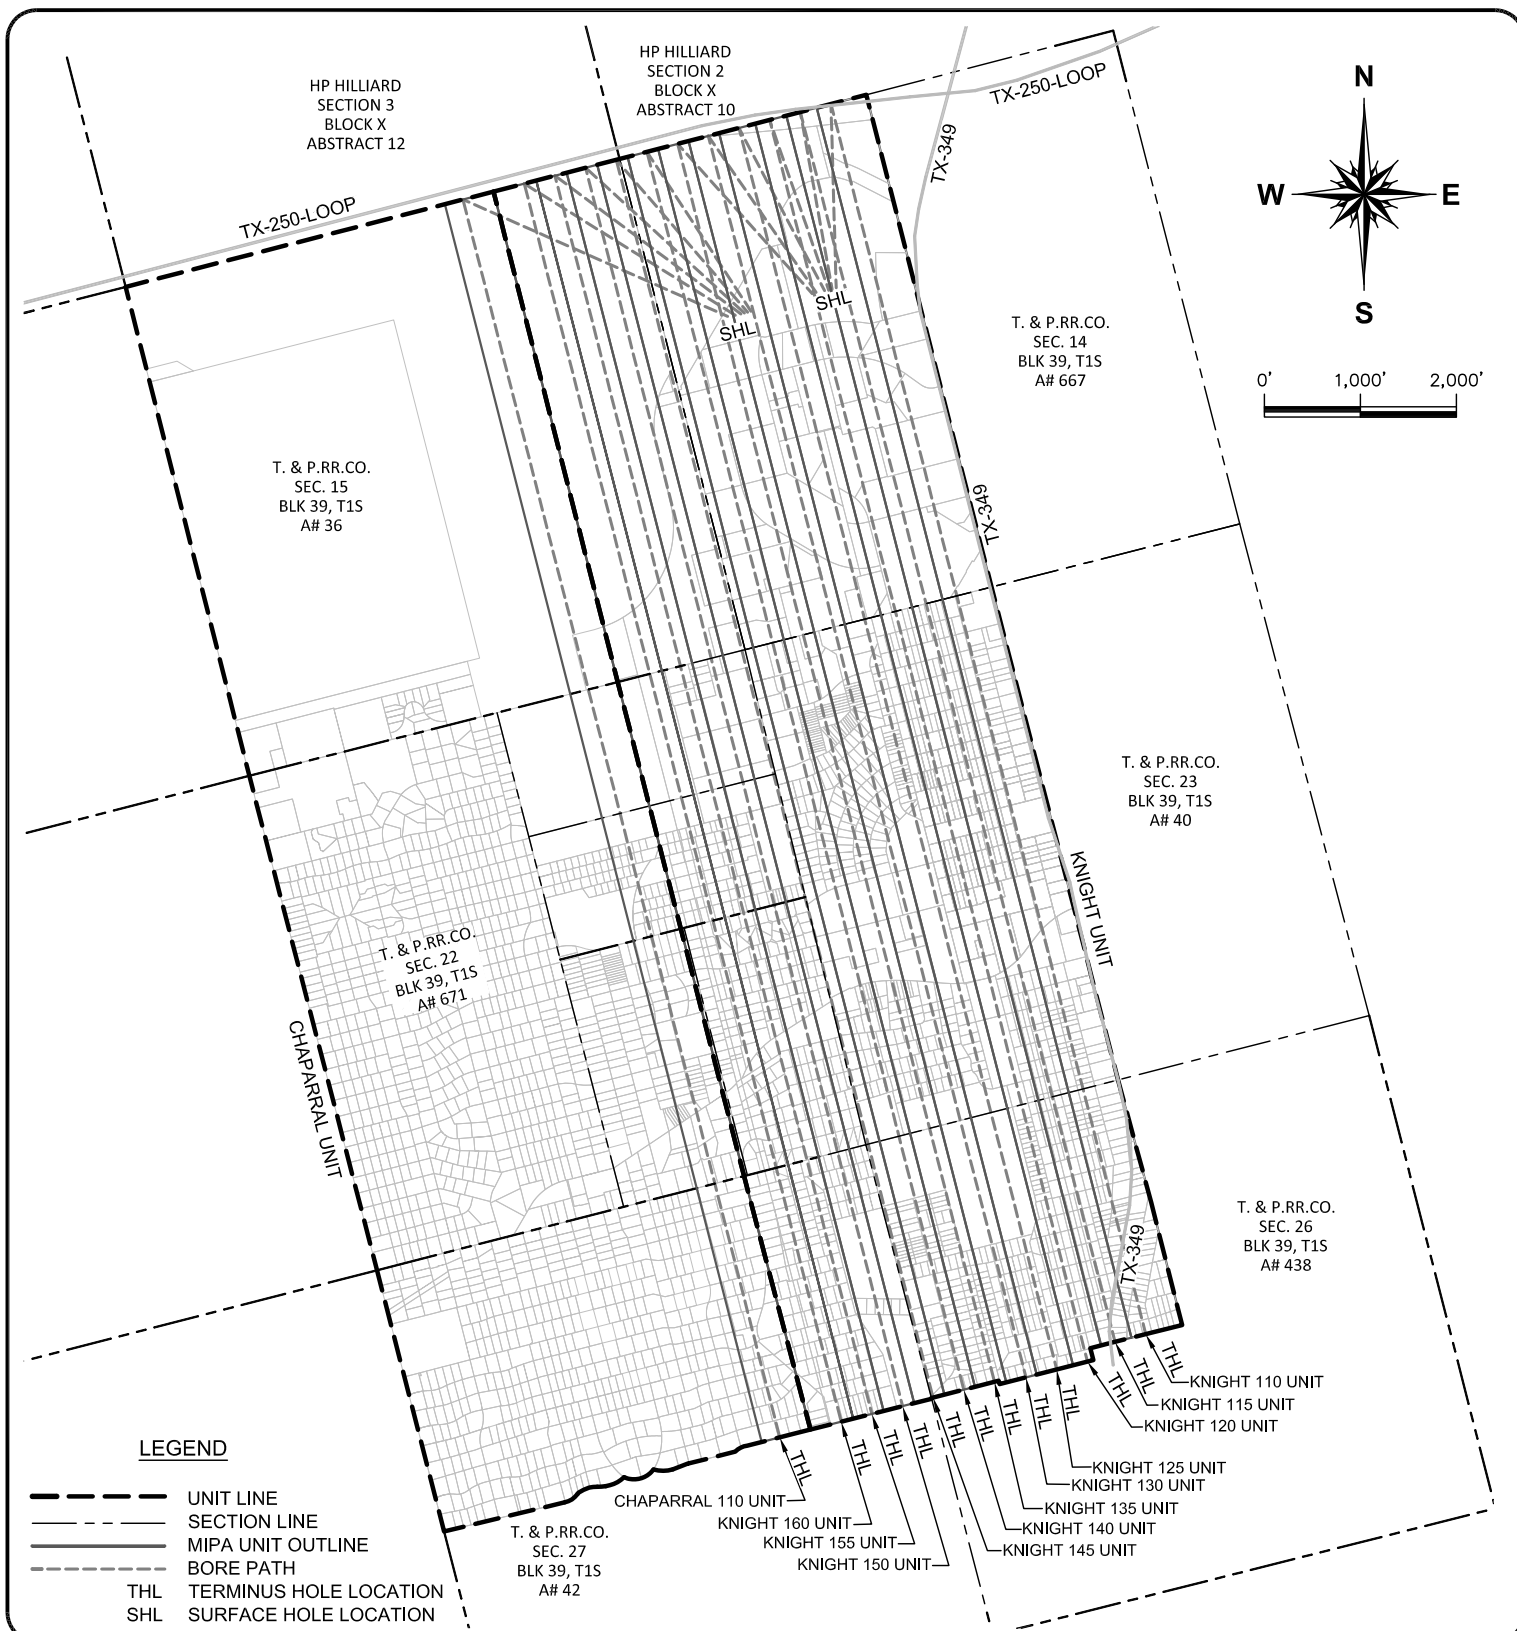 HP HILLIARD
SECTION 3
BLOCK X
ABSTRACT 12
HP HILLIARD
SECTION 2
BLOCK X
ABSTRACT 10
TX-250-LOOP
TX-250-LOOP
TX-349
N
W
E
S
0'
1,000'
2,000'
SHL
SHL
T. & P.RR.CO.
SEC. 14
BLK 39, T1S
A# 667
T. & P.RR.CO.
SEC. 15
BLK 39, T1S
A# 36
TX-349
T. & P.RR.CO.
SEC. 23
BLK 39, T1S
A# 40
KNIGHT UNIT
T. & P.RR.CO.
SEC. 22
BLK 39, T1S
A# 671
CHAPARRAL UNIT
T. & P.RR.CO.
SEC. 26
BLK 39, T1S
A# 438
TX-349
THL
THL
THL
THL
THL
THL
THL
THL
THL
THL
THL
THL
KNIGHT 110 UNIT
KNIGHT 115 UNIT
KNIGHT 120 UNIT
KNIGHT 125 UNIT
KNIGHT 130 UNIT
KNIGHT 135 UNIT
KNIGHT 140 UNIT
KNIGHT 145 UNIT
CHAPARRAL 110 UNIT
KNIGHT 160 UNIT
KNIGHT 155 UNIT
KNIGHT 150 UNIT
T. & P.RR.CO.
SEC. 27
BLK 39, T1S
A# 42
LEGEND
UNIT LINE
SECTION LINE
MIPA UNIT OUTLINE
BORE PATH
THL TERMINUS HOLE LOCATION
SHL SURFACE HOLE LOCATION